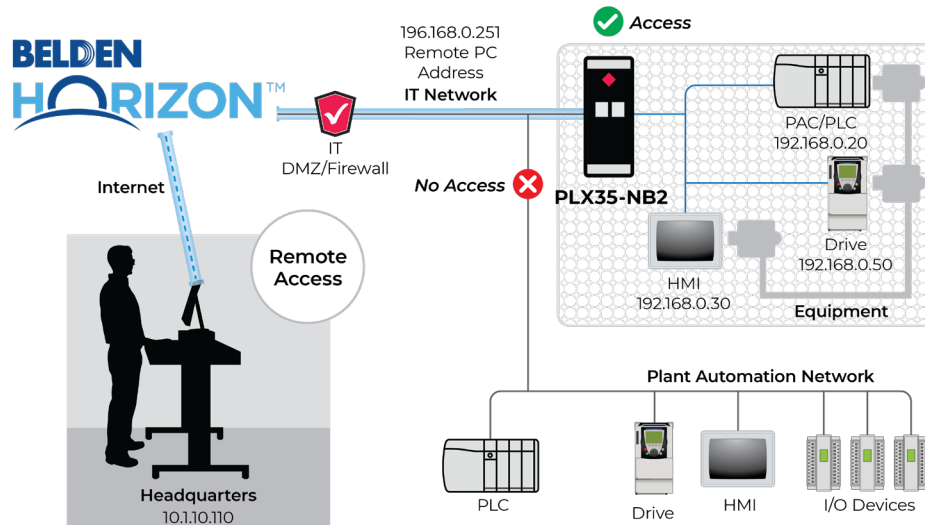 BELDEN
HORIZON™
196.168.0.251
Remote PC
Address
IT Network
Access
IT
DMZ/Firewall
No Access
PLX35-NB2
PAC/PLC
192.168.0.20
Drive
192.168.0.50
HMI
192.168.0.30
Equipment
Internet
Remote
Access
Headquarters
10.1.10.110
Plant Automation Network
PLC
Drive
HMI
I/O Devices